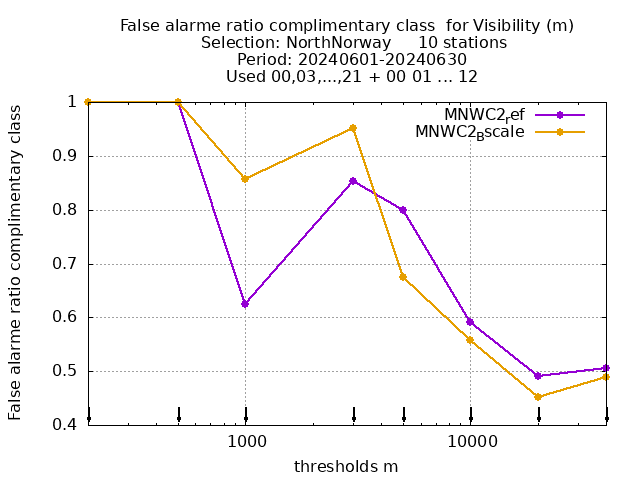 False alarme ratio complimentary class  for Visibility (m)
Selection: NorthNorway     10 stations
Period: 20240601-20240630
Used 00,03,...,21 + 00 01 ... 12
False alarme ratio complimentary class
1
0.9
0.8
0.7
0.6
0.5
0.4
MNWC2ref
MNWC2Bscale
1000
10000
thresholds m